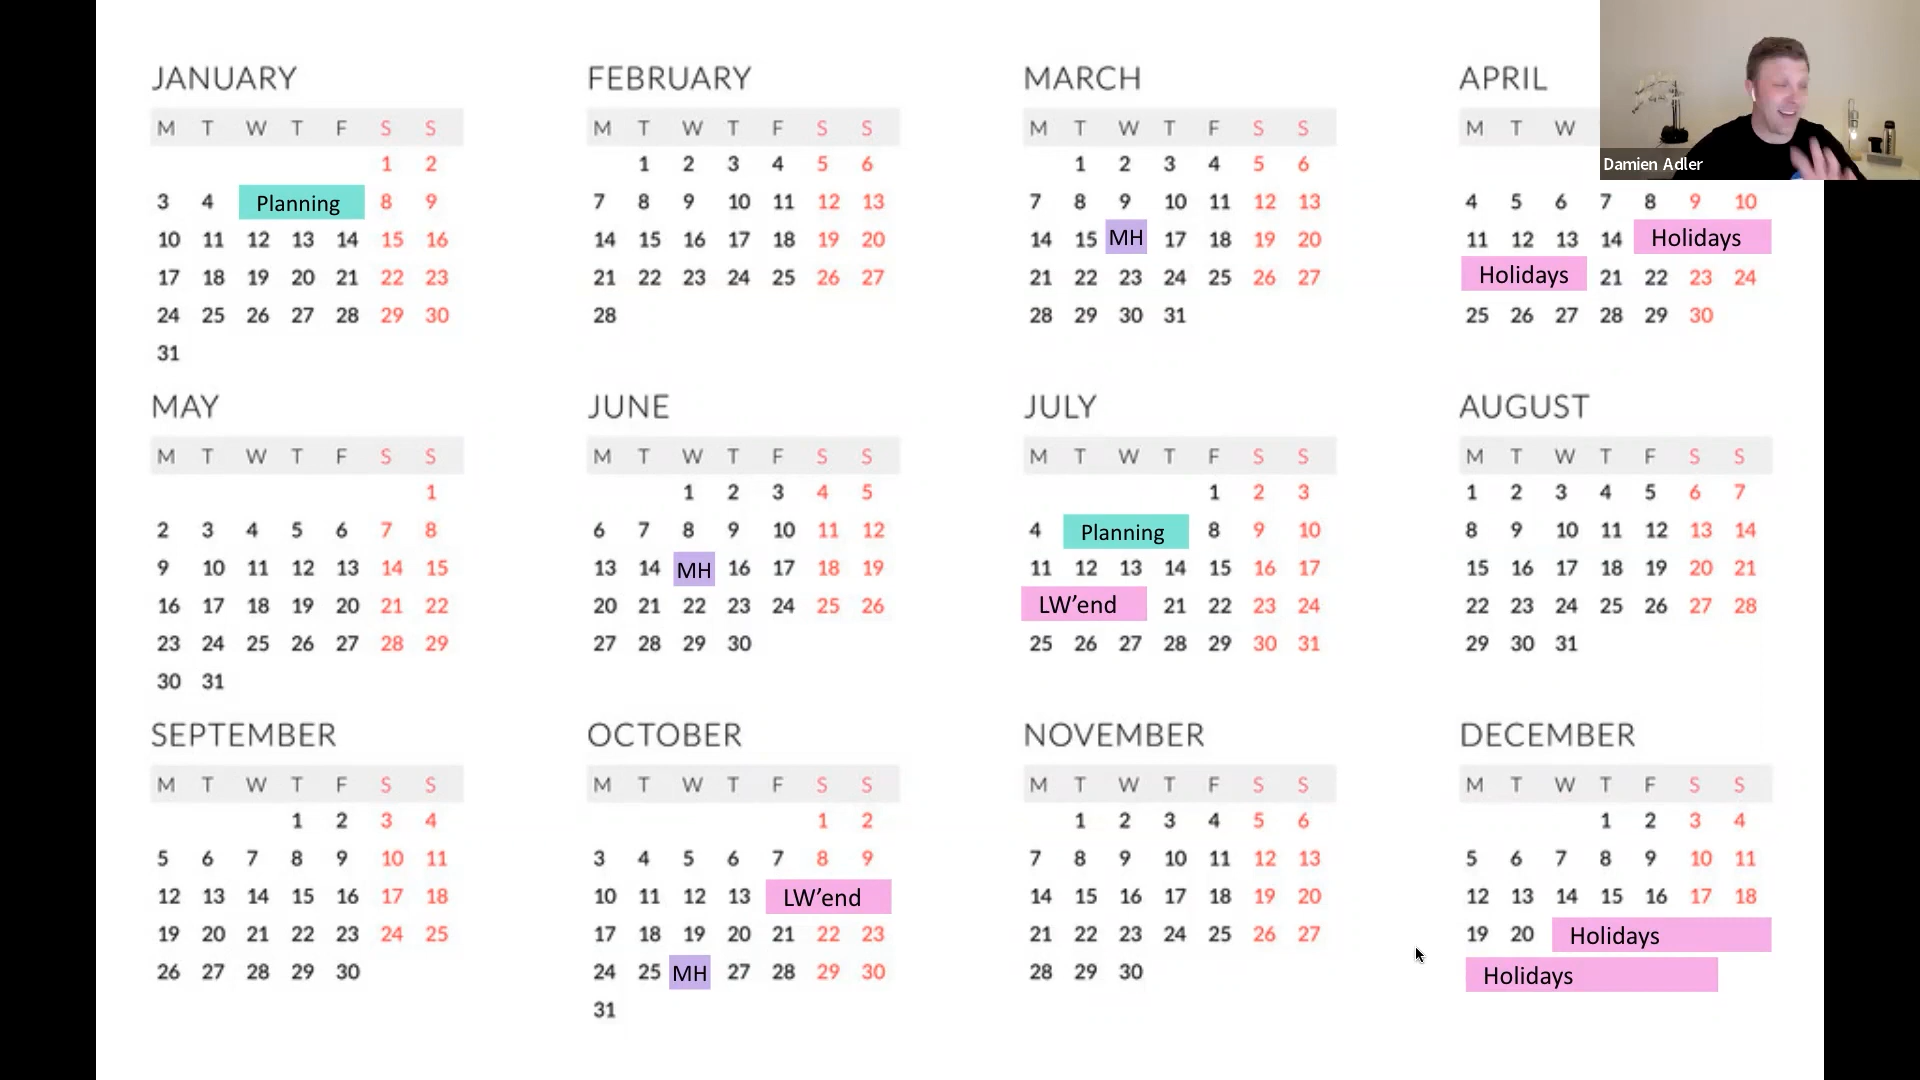 JANUARY
M T W T F S S
1 2
3 4 Planning 8 9
10 11 12 13 14 15 16
17 18 19 20 21 22 23
24 25 26 27 28 29 30
31
FEBRUARY
M T W T F S S
1 2 3 4 5 6
7 8 9 10 11 12 13
14 15 16 17 18 19 20
21 22 23 24 25 26 27
28
MARCH
M T W T F S S
1 2 3 4 5 6
7 8 9 10 11 12 13
14 15 MH 17 18 19 20
21 22 23 24 25 26 27
28 29 30 31
APRIL
M T W
4 5 6 7 8 9 10
11 12 13 14 Holidays
Holidays 21 22 23 24
25 26 27 28 29 30
Damien Adler
MAY
M T W T F S S
1
2 3 4 5 6 7 8
9 10 11 12 13 14 15
16 17 18 19 20 21 22
23 24 25 26 27 28 29
30 31
JUNE
M T W T F S S
1 2 3 4 5
6 7 8 9 10 11 12
13 14 MH 16 17 18 19
20 21 22 23 24 25 26
27 28 29 30
JULY
M T W T F S S
1 2 3
4 Planning 8 9 10
11 12 13 14 15 16 17
LW’end 21 22 23 24
25 26 27 28 29 30 31
AUGUST
M T W T F S S
1 2 3 4 5 6 7
8 9 10 11 12 13 14
15 16 17 18 19 20 21
22 23 24 25 26 27 28
29 30 31
SEPTEMBER
M T W T F S S
1 2 3 4
5 6 7 8 9 10 11
12 13 14 15 16 17 18
19 20 21 22 23 24 25
26 27 28 29 30
OCTOBER
M T W T F S S
1 2
3 4 5 6 7 8 9
10 11 12 13 LW’end
17 18 19 20 21 22 23
24 25 MH 27 28 29 30
31
NOVEMBER
M T W T F S S
1 2 3 4 5 6
7 8 9 10 11 12 13
14 15 16 17 18 19 20
21 22 23 24 25 26 27
28 29 30
DECEMBER
M T W T F S S
1 2 3 4
5 6 7 8 9 10 11
12 13 14 15 16 17 18
19 20 Holidays
Holidays